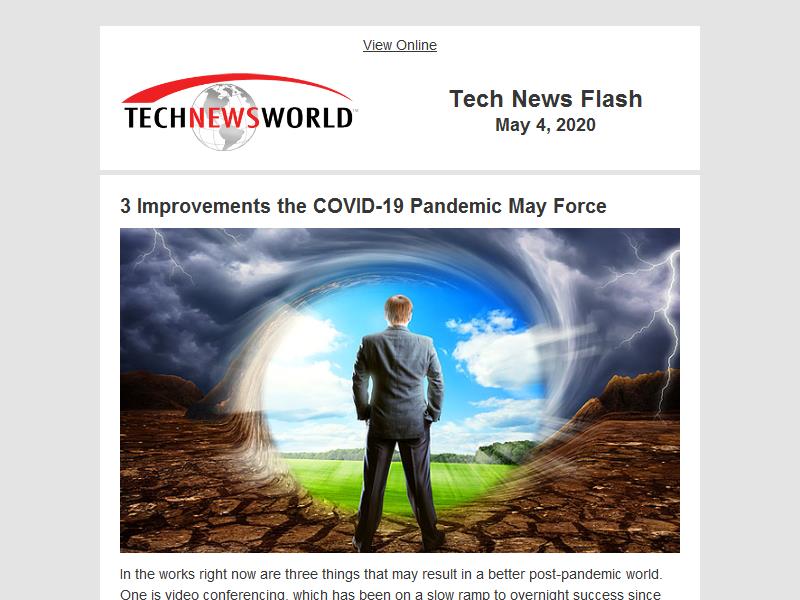 View Online
TECHNEWSWORLD
Tech News Flash
May 4, 2020
3 Improvements the COVID-19 Pandemic May Force
In the works right now are three things that may result in a better post-pandemic world.
One is video conferencing, which has been on a slow ramp to overnight success since